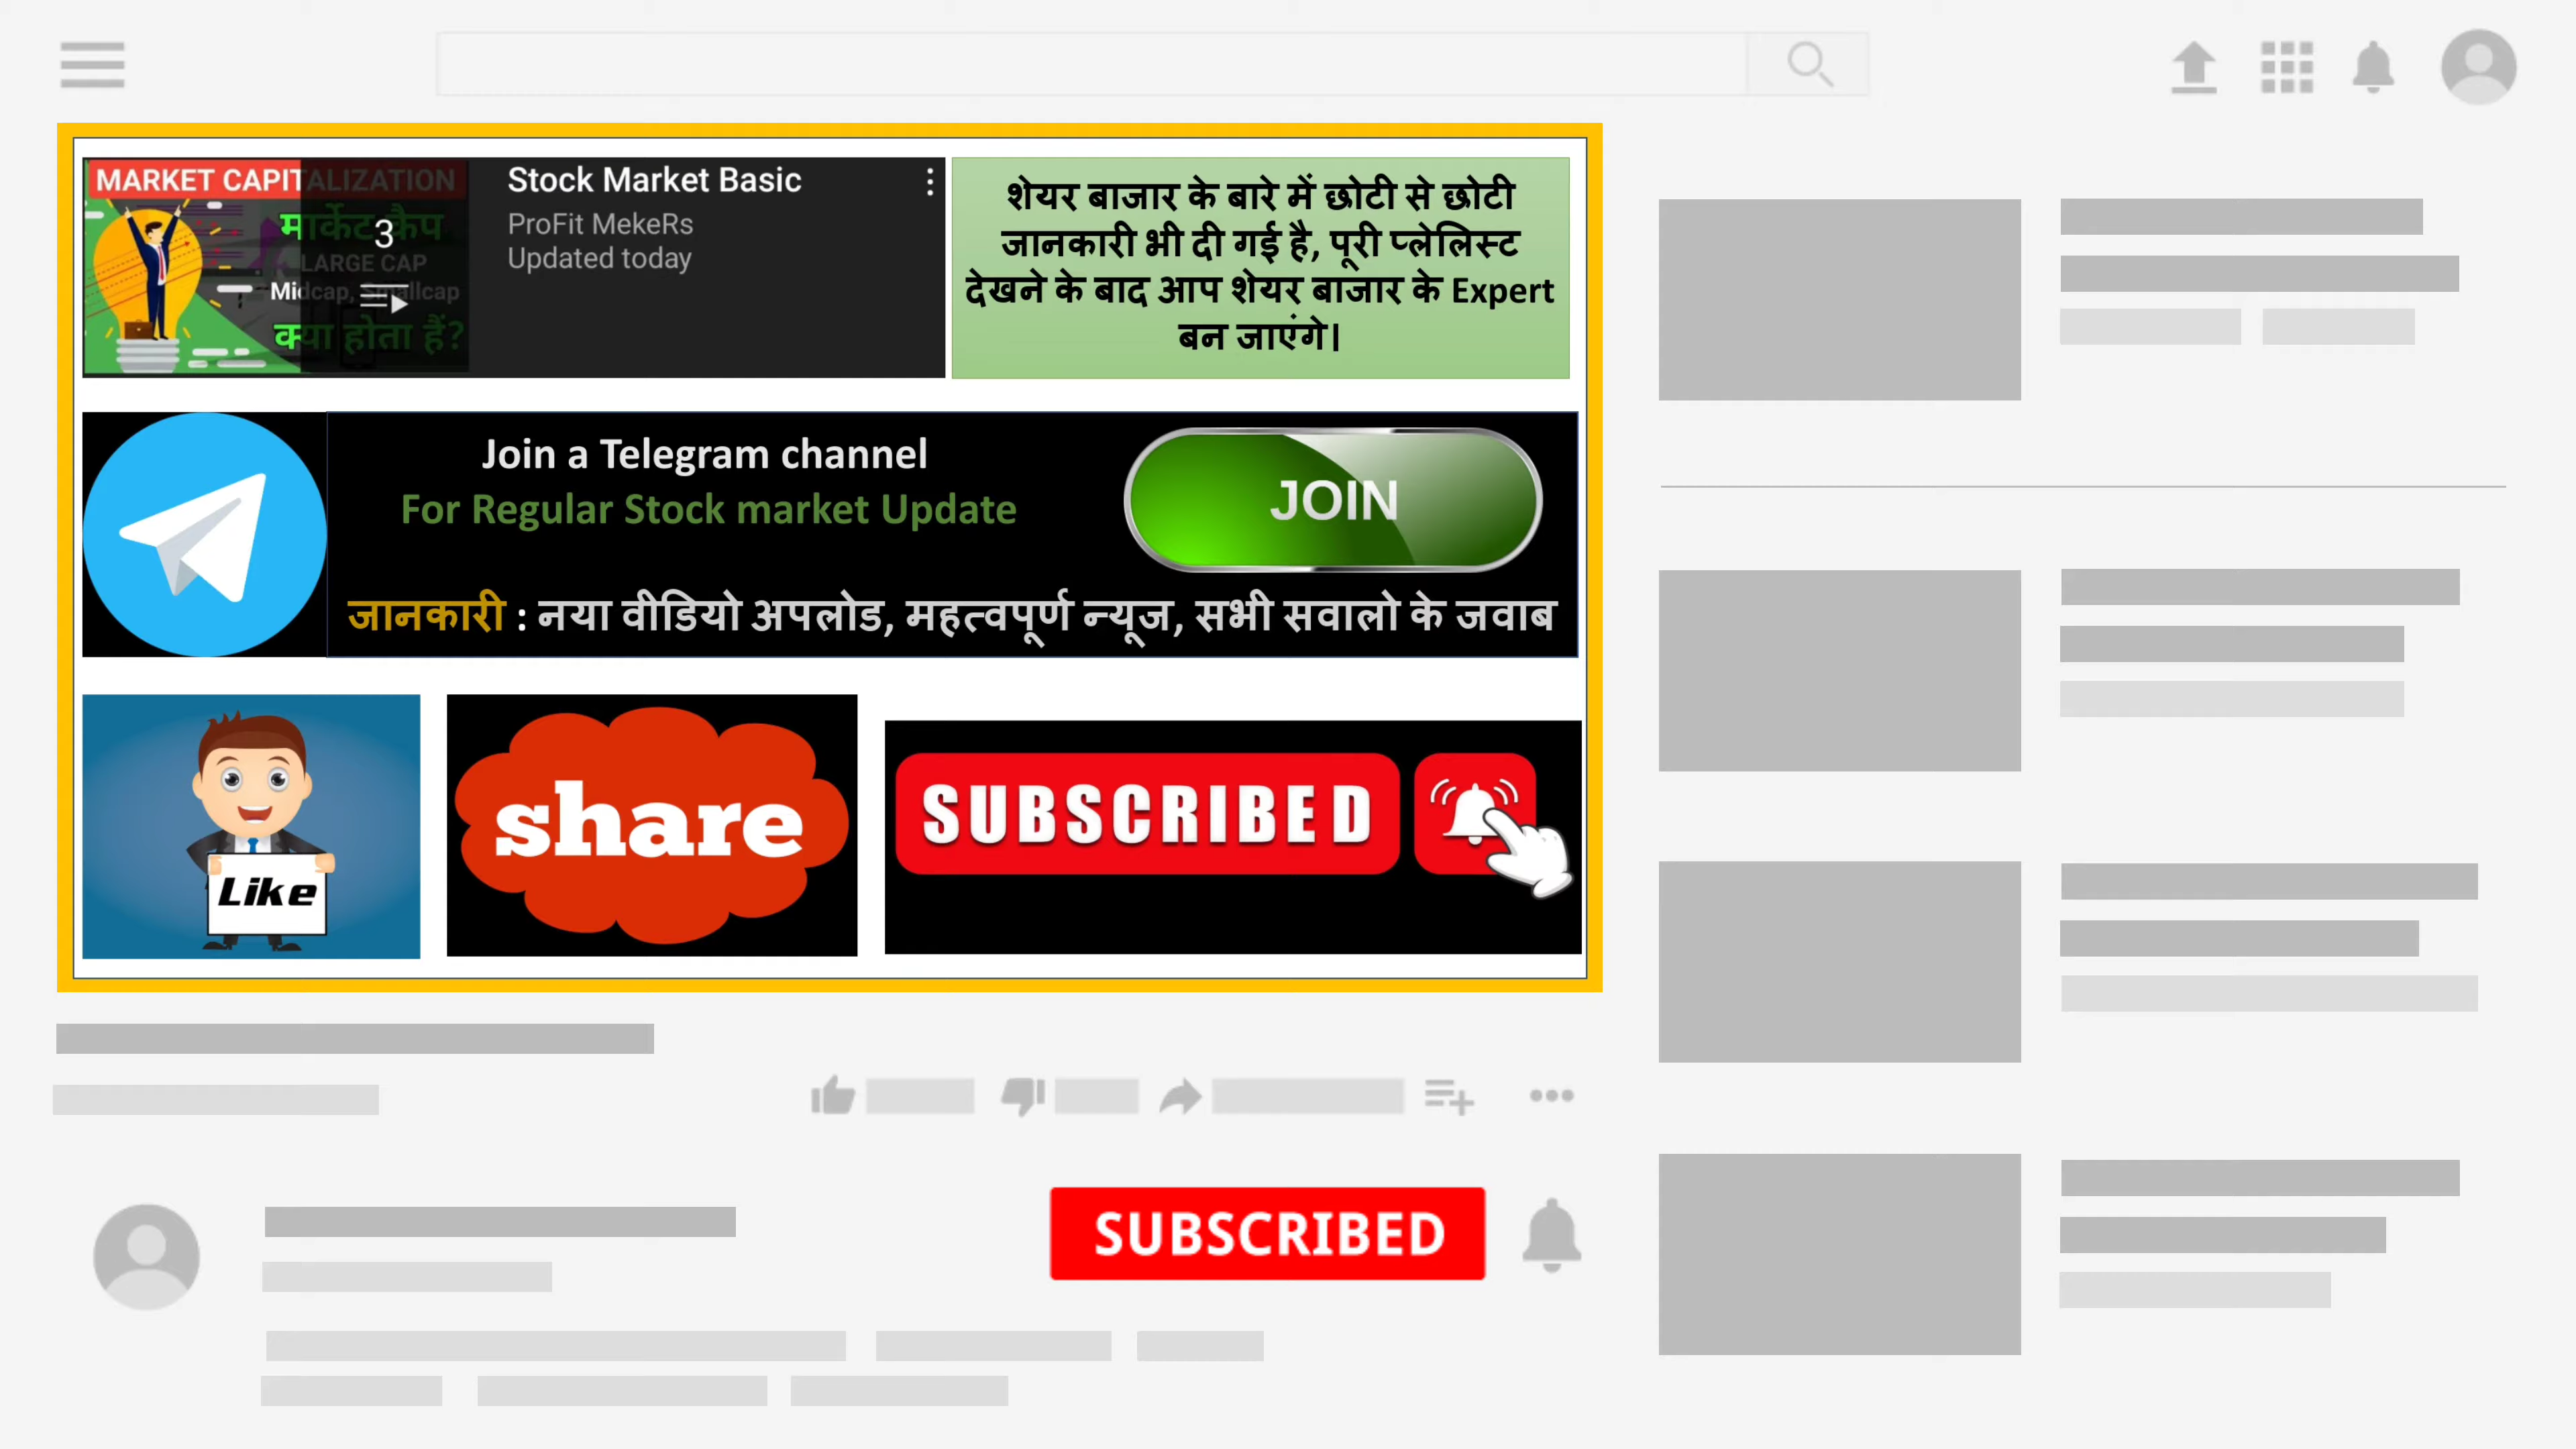 MARKET CAPITALIZATION
मार्केट कैप
3
LARGE CAP
Midcap, Smallcap
क्या होता हैं?
Stock Market Basic
ProFit MekeRs
Updated today
शेयर बाजार के बारे में छोटी से छोटी
जानकारी भी दी गई है, पूरी प्लेलिस्ट
देखने के बाद आप शेयर बाजार के Expert
बन जाएंगे।
Join a Telegram channel
For Regular Stock market Update
JOIN
जानकारी : नया वीडियो अपलोड, महत्वपूर्ण न्यूज, सभी सवालो के जवाब
Like
share
SUBSCRIBED
SUBSCRIBED